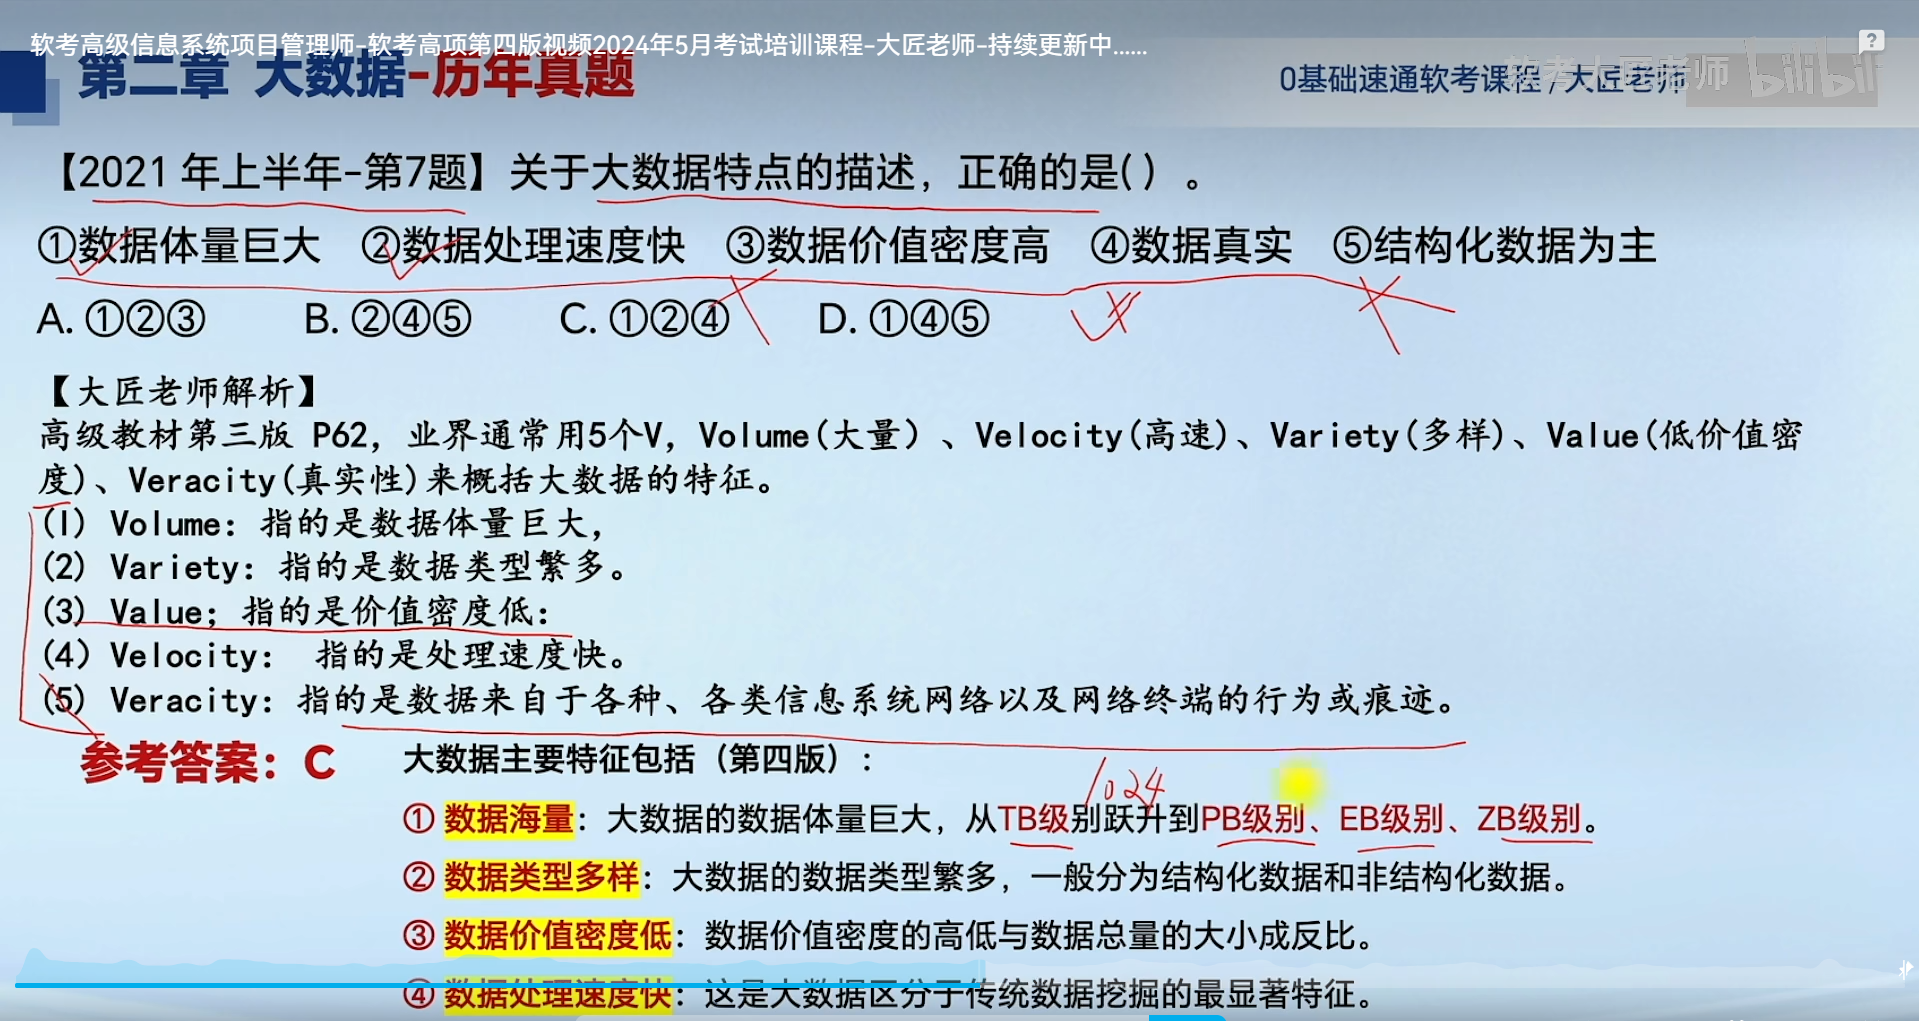 软考高级信息系统项目管理师-软考高项第四版视频2024年5月考试培训课程-大匠老师-持续更新中......
第二章 大数据-历年真题
0基础速通软考课程 / 大匠老师
软考大匠老师 bilibili
【2021 年上半年-第7题】关于大数据特点的描述，正确的是( ) 。
①数据体量巨大 ②数据处理速度快 ③数据价值密度高 ④数据真实 ⑤结构化数据为主
A. ①②③ B. ②④⑤ C. ①②④ D. ①④⑤
【大匠老师解析】
高级教材第三版 P62，业界通常用5个V，Volume(大量）、Velocity(高速)、Variety(多样)、Value(低价值密
度)、Veracity(真实性)来概括大数据的特征。
(1) Volume：指的是数据体量巨大，
(2) Variety：指的是数据类型繁多。
(3) Value；指的是价值密度低：
(4) Velocity： 指的是处理速度快。
(5) Veracity：指的是数据来自于各种、各类信息系统网络以及网络终端的行为或痕迹。
参考答案：C
大数据主要特征包括（第四版）：
1024
① 数据海量：大数据的数据体量巨大，从TB级别跃升到PB级别、EB级别、ZB级别。
② 数据类型多样：大数据的数据类型繁多，一般分为结构化数据和非结构化数据。
③ 数据价值密度低：数据价值密度的高低与数据总量的大小成反比。
④ 数据处理速度快：这是大数据区分于传统数据挖掘的最显著特征。